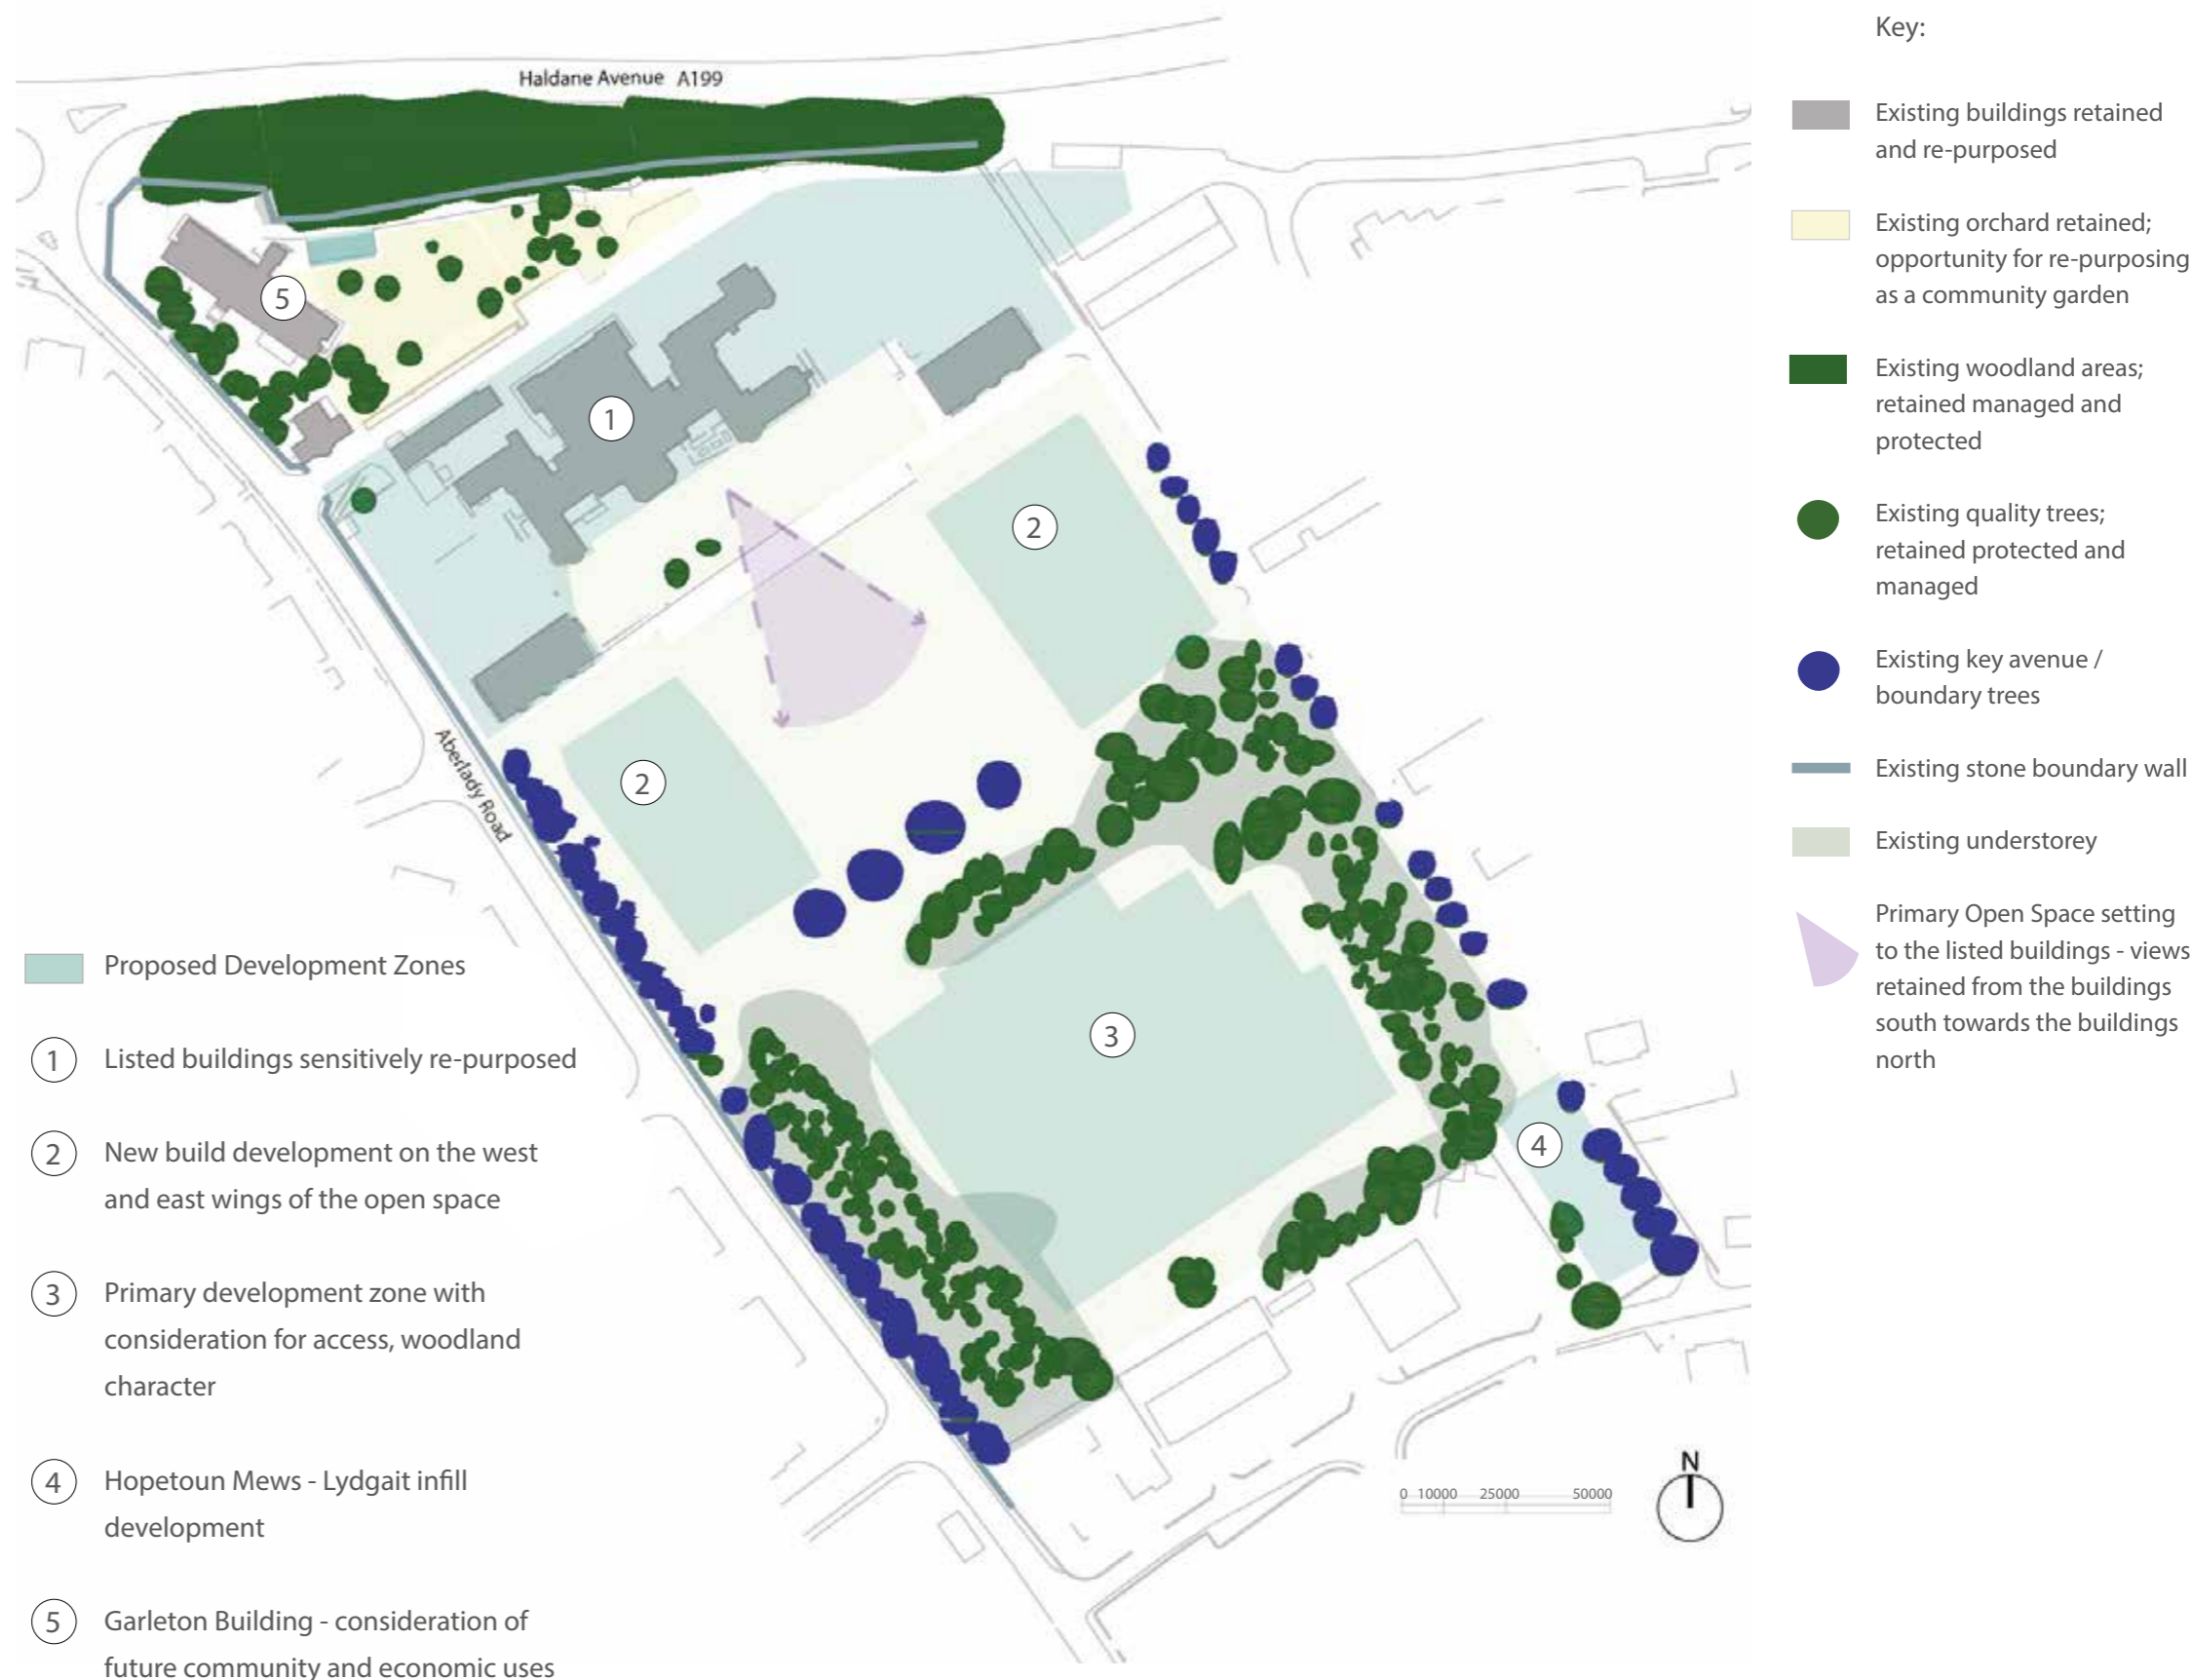 Haldane Avenue A199
5
1
2
2
Aberlady Road
3
4
0 10000 25000 50000
N
Key:
Existing buildings retained
and re-purposed
Existing orchard retained;
opportunity for re-purposing
as a community garden
Existing woodland areas;
retained managed and
protected
Existing quality trees;
retained protected and
managed
Existing key avenue /
boundary trees
Existing stone boundary wall
Existing understorey
Primary Open Space setting
to the listed buildings - views
retained from the buildings
south towards the buildings
north
Proposed Development Zones
1 Listed buildings sensitively re-purposed
2 New build development on the west
and east wings of the open space
3 Primary development zone with
consideration for access, woodland
character
4 Hopetoun Mews - Lydgait infill
development
5 Garleton Building - consideration of
future community and economic uses